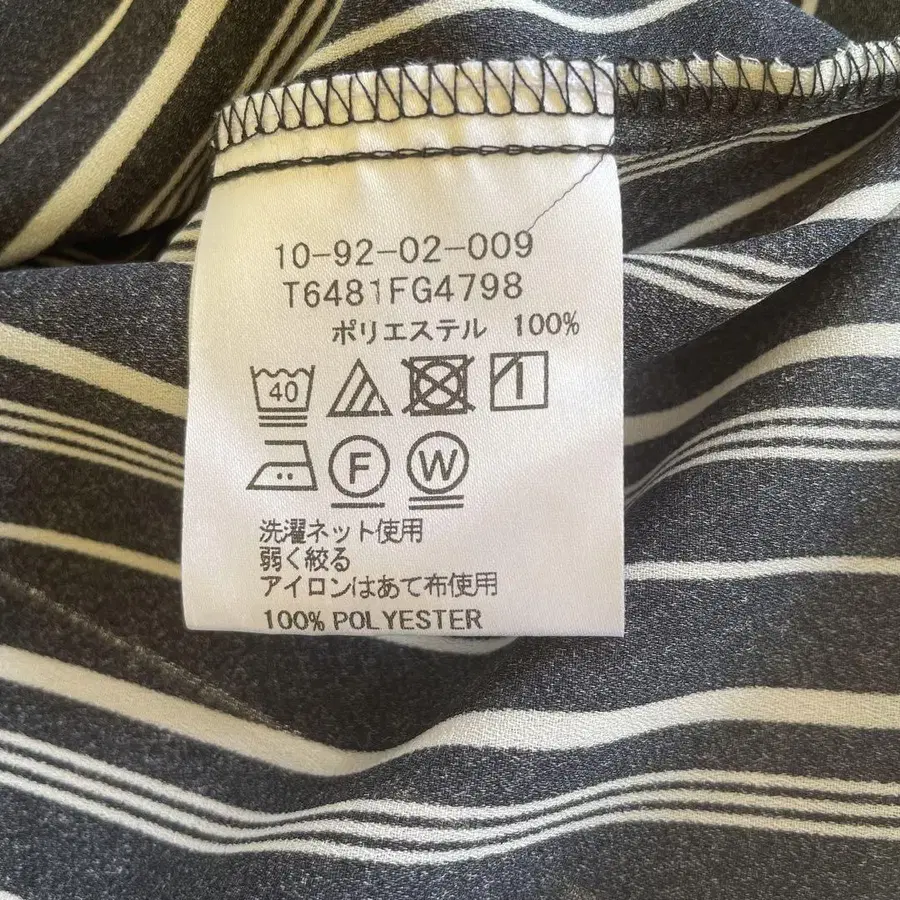 10-92-02-009
T6481FG4798
ポリエステル 100%
40
F W
洗濯ネット使用
弱く絞る
アイロンはあて布使用
100% POLYESTER